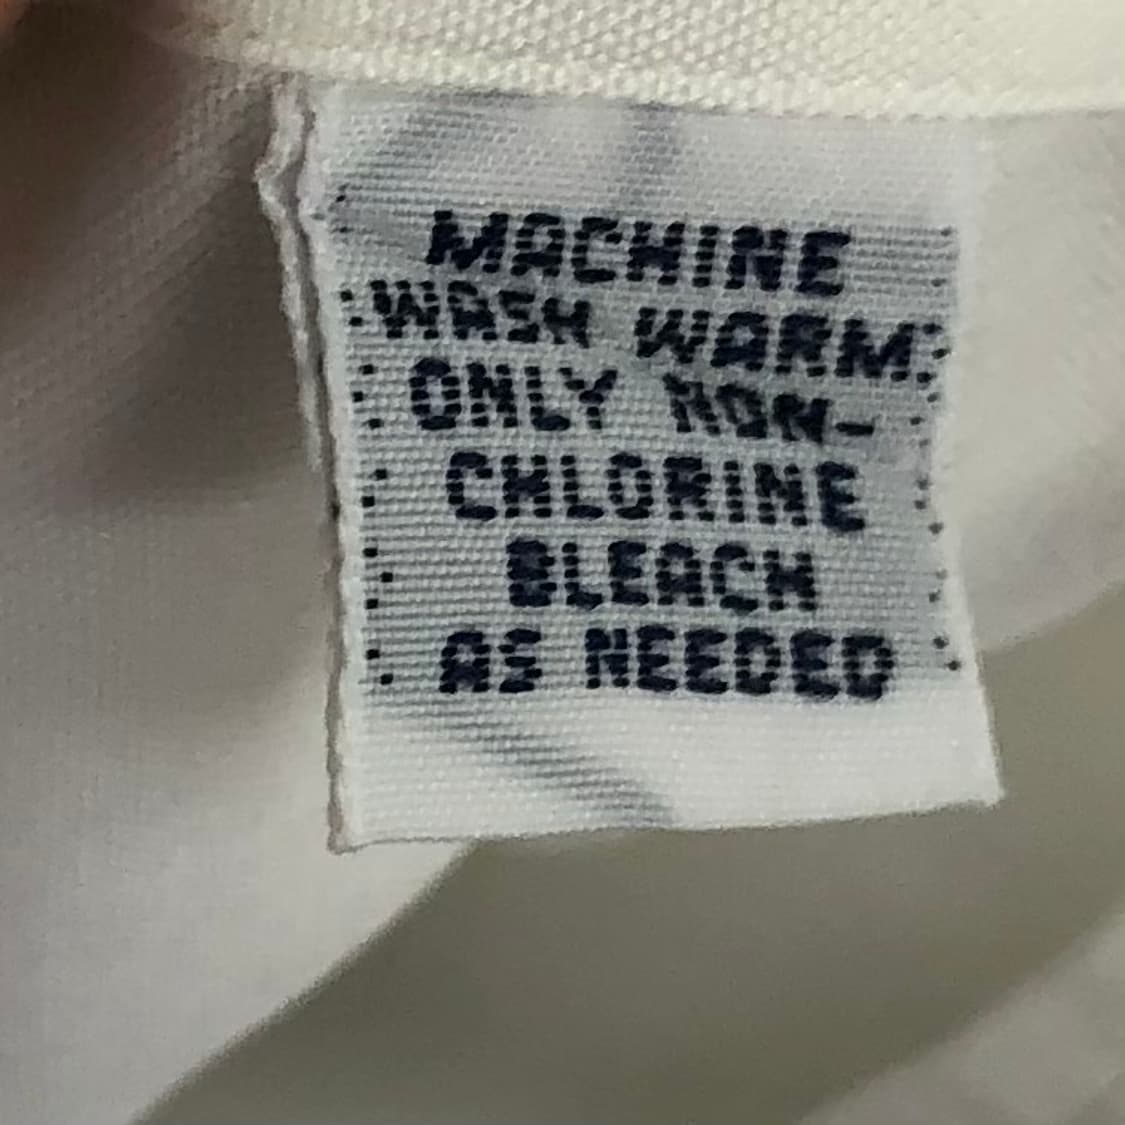 MACHINE
WASH WARM
ONLY NON-
CHLORINE
BLEACH
AS NEEDED